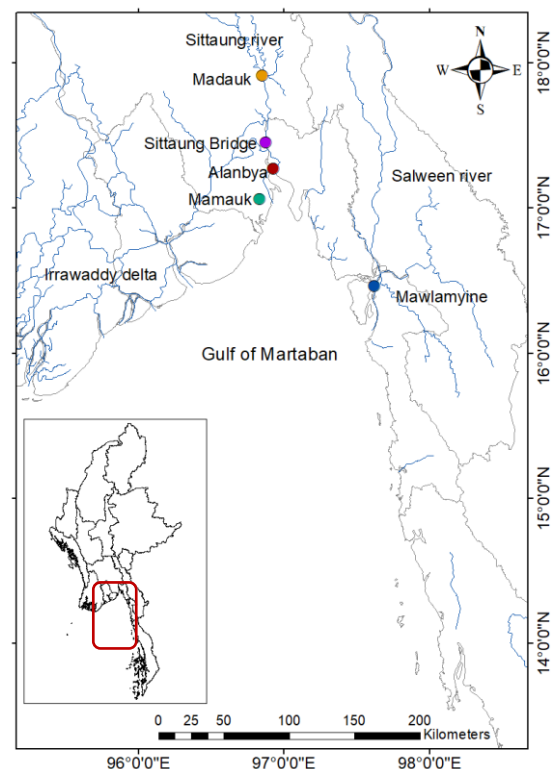 Sittaung river
N
W
E
S
Madauk
18°0'0"N
Sittaung Bridge
Alanbya
Salween river
Mamauk
17°0'0"N
Irrawaddy delta
Mawlamyine
Gulf of Martaban
16°0'0"N
15°0'0"N
14°0'0"N
0 25 50 100 150 200
Kilometers
96°0'0"E 97°0'0"E 98°0'0"E